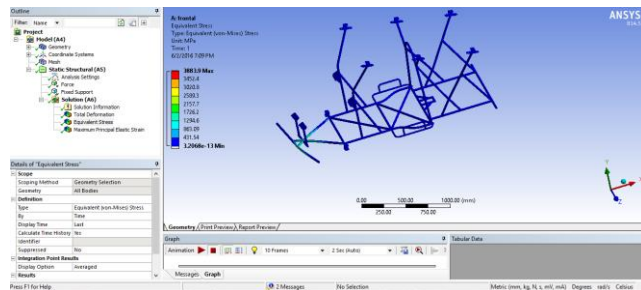 Outline
Filter: Name
Project
Model (A4)
Geometry
Coordinate Systems
Mesh
Static Structural (A5)
Analysis Settings
Force
Fixed Support
Solution (A6)
Solution Information
Total Deformation
Equivalent Stress
Maximum Principal Elastic Strain
Details of "Equivalent Stress"
Scope
Scoping Method Geometry Selection
Geometry All Bodies
Definition
Type Equivalent (von-Mises) Stress
By Time
Display Time Last
Calculate Time History Yes
Identifier
Suppressed No
Integration Point Results
Display Option Averaged
Results
A: frontal
Equivalent Stress
Type: Equivalent (von-Mises) Stress
Unit: MPa
Time: 1
ANSYS
3883.9 Max
3452.4
2589.3
2157.7
1726.2
1294.6
863.09
431.54
0.00 500.00 1000.00 (mm)
250.00 750.00
Geometry Print Preview Report Preview
Graph
Animation 10 Frames 2 Sec (Auto)
Tabular Data
Messages Graph
Press F1 for Help 2 Messages No Selection Metric (mm, kg, N, s, mV, mA) Degrees rad/s Celsius